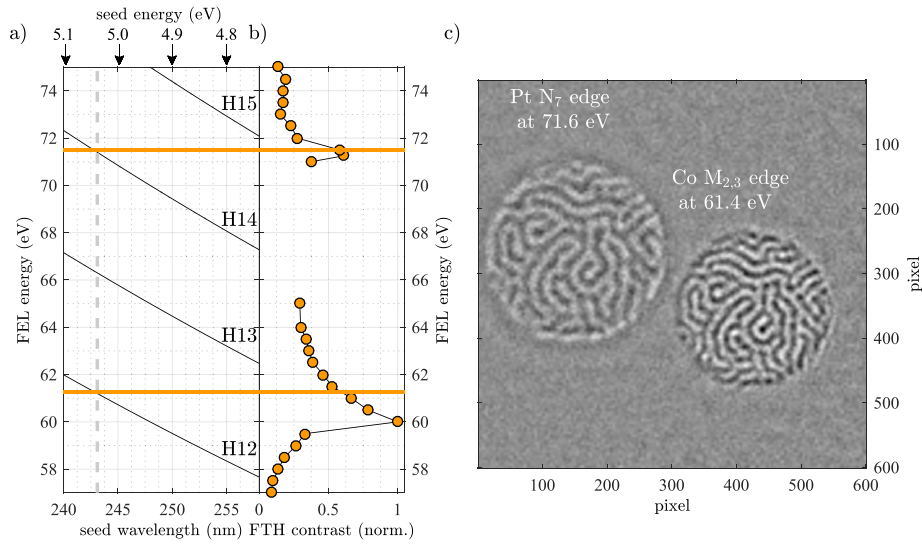 a)
seed energy (eV)
5.1 5.0 4.9 4.8
b)
c)
FEL energy (eV)
74
72
70
68
66
64
62
60
58
H15
H14
H13
H12
240 245 250 255
seed wavelength (nm)
74
72
70
68
66
64
62
60
58
FEL energy (eV)
0 0.5 1
FTH contrast (norm.)
Pt N7 edge
at 71.6 eV
Co M2,3 edge
at 61.4 eV
100
200
300
400
500
600
pixel
100 200 300 400 500 600
pixel